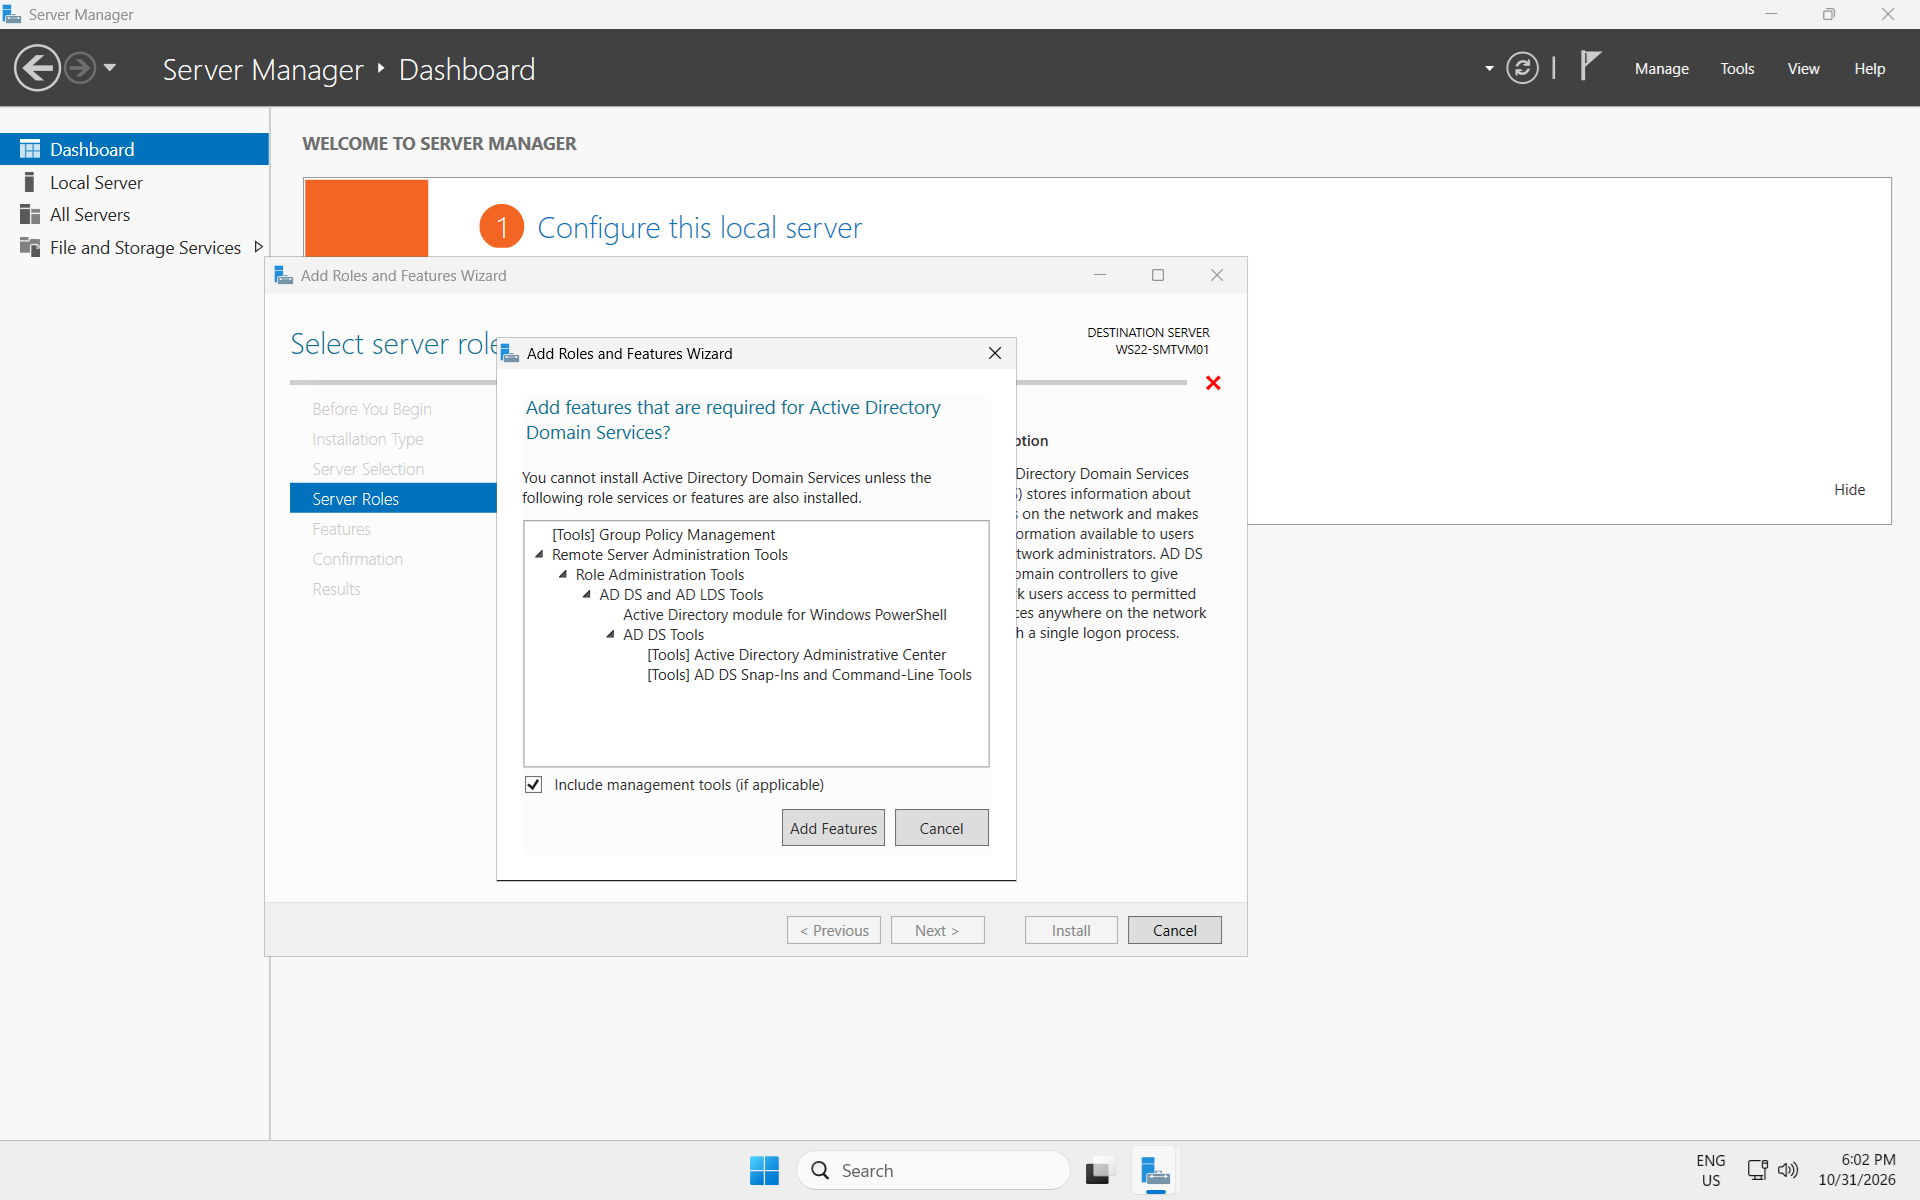 Server Manager
Server Manager ‣ Dashboard
Manage
Tools
View
Help
Dashboard
Local Server
All Servers
File and Storage Services
WELCOME TO SERVER MANAGER
1 Configure this local server
Hide
Add Roles and Features Wizard
Select server role
DESTINATION SERVER
WS22-SMTVM01
Before You Begin
Installation Type
Server Selection
Server Roles
Features
Confirmation
Results
Add Roles and Features Wizard
Add features that are required for Active Directory
Domain Services?
You cannot install Active Directory Domain Services unless the
following role services or features are also installed.
[Tools] Group Policy Management
Remote Server Administration Tools
Role Administration Tools
AD DS and AD LDS Tools
Active Directory module for Windows PowerShell
AD DS Tools
[Tools] Active Directory Administrative Center
[Tools] AD DS Snap-Ins and Command-Line Tools
Include management tools (if applicable)
Add Features
Cancel
ption
Directory Domain Services
) stores information about
on the network and makes
ormation available to users
twork administrators. AD DS
omain controllers to give
k users access to permitted
ces anywhere on the network
h a single logon process.
< Previous
Next >
Install
Cancel
Search
ENG
US
6:02 PM
10/31/2026